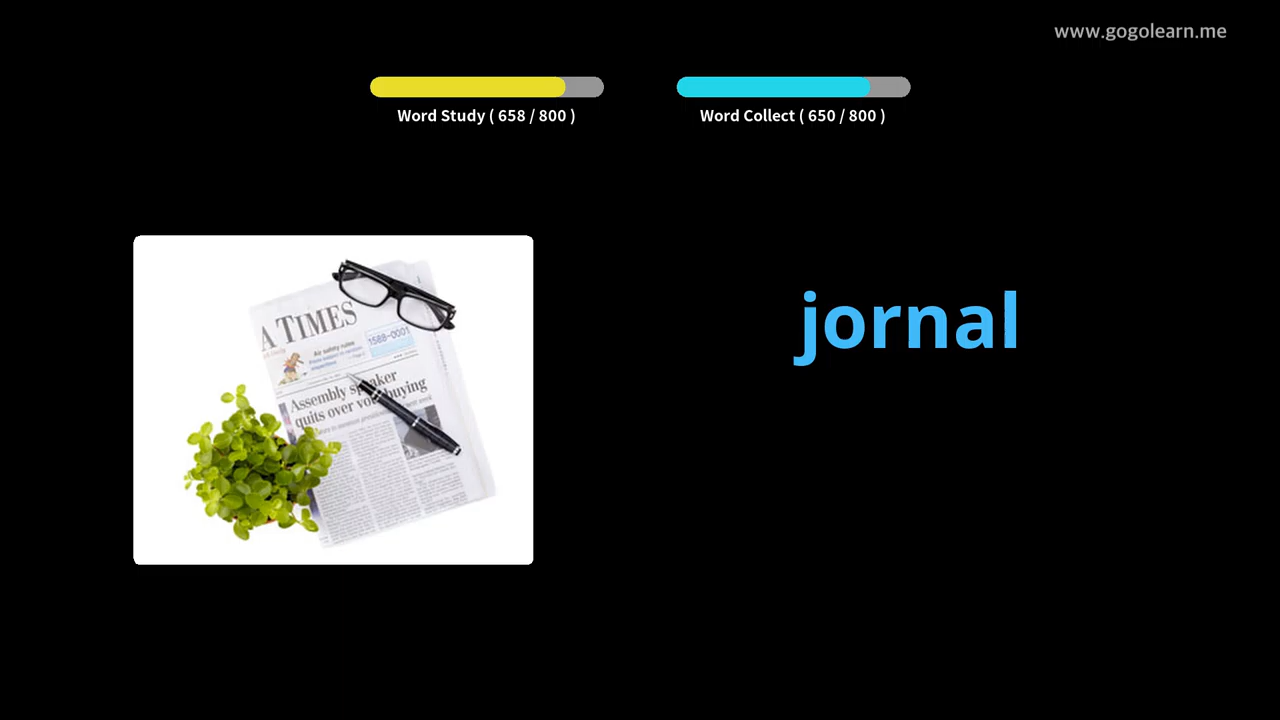 www.gogolearn.me
Word Study ( 658 / 800 )
Word Collect ( 650 / 800 )
jornal
A TIMES
Air safety rules
1588-0001
Assembly speaker
quits over vote buying